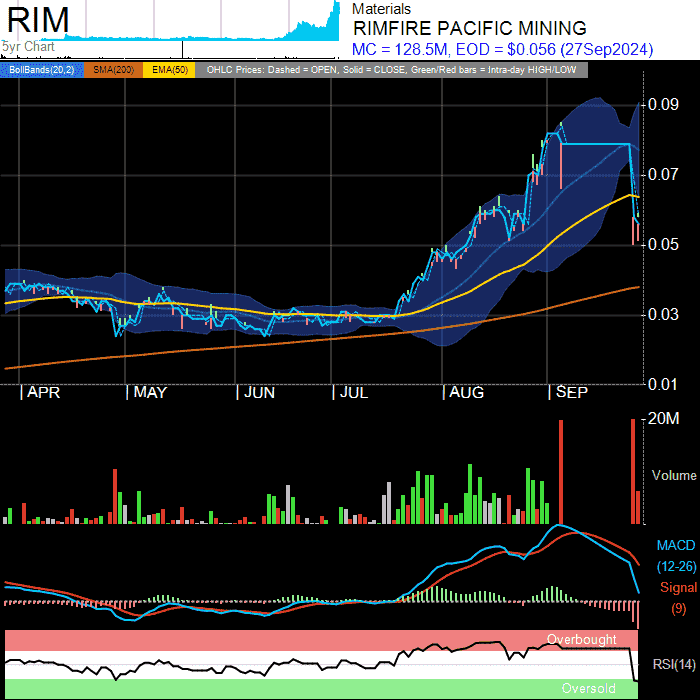 RIM
5yr Chart
Materials
RIMFIRE PACIFIC MINING
MC = 128.5M, EOD = $0.056 (27Sep2024)
BollBands(20,2) SMA(200) EMA(50) OHLC Prices: Dashed = OPEN, Solid = CLOSE, Green/Red bars = Intra-day HIGH/LOW
0.09
0.07
0.05
0.03
0.01
APR MAY JUN JUL AUG SEP
20M
Volume
MACD
(12-26)
Signal
(9)
Overbought
RSI(14)
Oversold